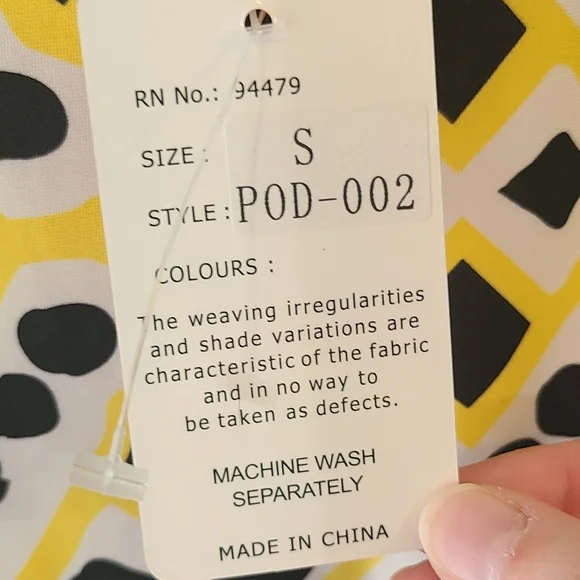 RN No.: 94479
SIZE : S
STYLE : POD-002
COLOURS :
The weaving irregularities
and shade variations are
characteristic of the fabric
and in no way to
be taken as defects.
MACHINE WASH
SEPARATELY
MADE IN CHINA